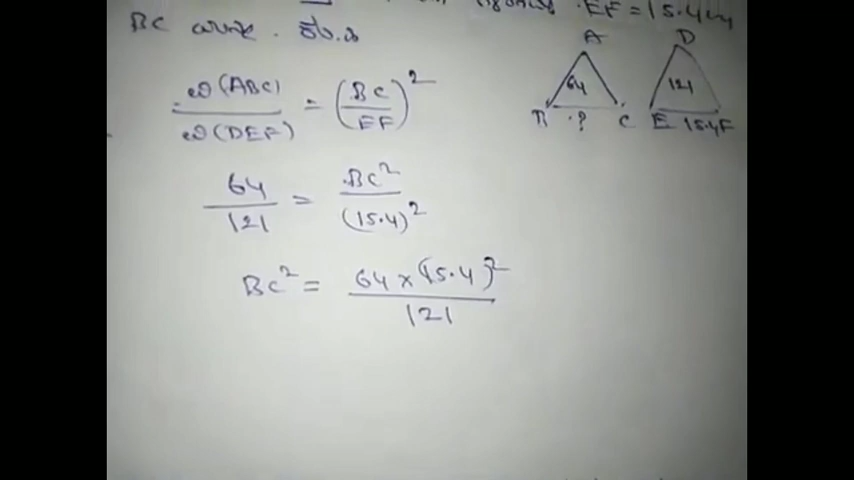 EF = 15.4cm
BC
ω(ABC) / ω(DEF) = (BC / EF)²
64 / 121 = BC² / (15.4)²
BC² = 64 × (15.4)² / 121
A D
64 121
B ? C E 15.4 F